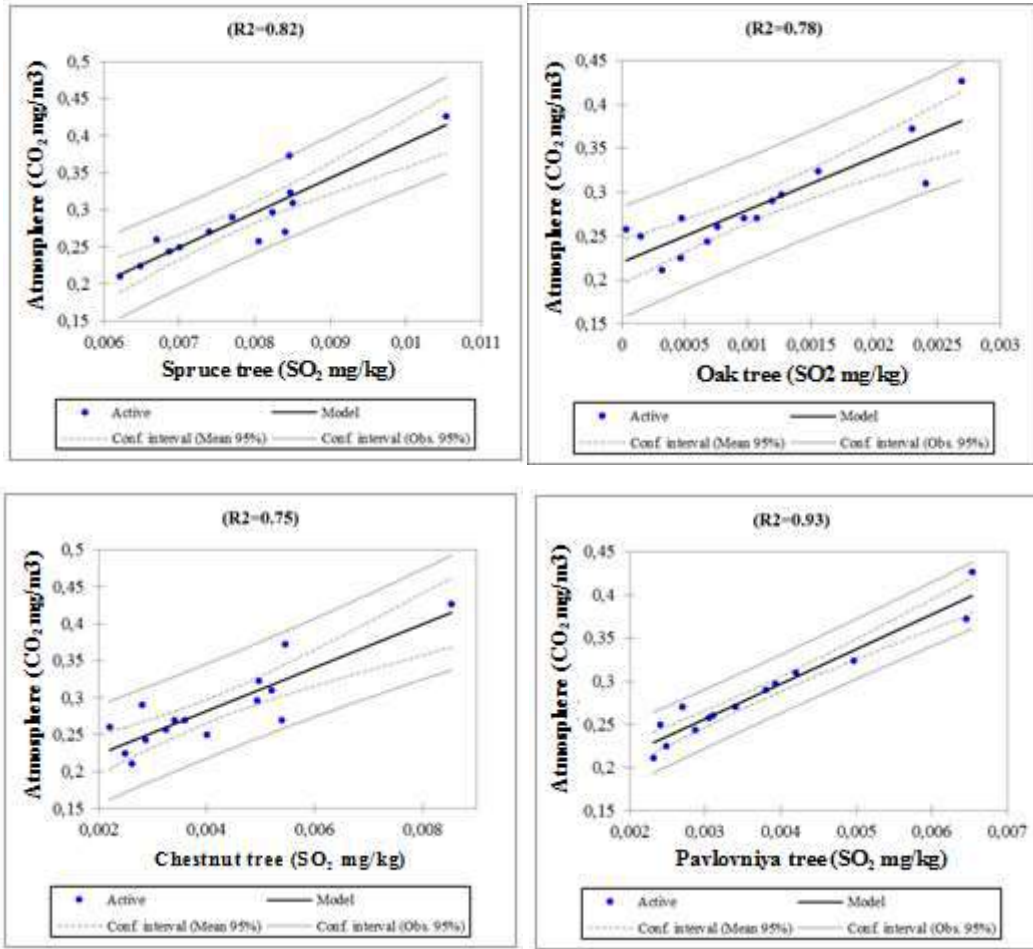 (R2=0.82)
Atmosphere (CO₂ mg/m3)
0,5
0,45
0,4
0,35
0,3
0,25
0,2
0,15
0,006 0,007 0,008 0,009 0,01 0,011
Spruce tree (SO₂ mg/kg)
Active Model
Conf. interval (Mean 95%) Conf. interval (Obs. 95%)
(R2=0.78)
Atmosphere (CO₂ mg/m3)
0,45
0,4
0,35
0,3
0,25
0,2
0,15
0 0,0005 0,001 0,0015 0,002 0,0025 0,003
Oak tree (SO2 mg/kg)
Active Model
Conf. interval (Mean 95%) Conf. interval (Obs. 95%)
(R2=0.75)
Atmosphere (CO₂ mg/m3)
0,5
0,45
0,4
0,35
0,3
0,25
0,2
0,15
0,002 0,004 0,006 0,008
Chestnut tree (SO₂ mg/kg)
Active Model
Conf. interval (Mean 95%) Conf. interval (Obs. 95%)
(R2=0.93)
Atmosphere (CO₂ mg/m3)
0,45
0,4
0,35
0,3
0,25
0,2
0,15
0,002 0,003 0,004 0,005 0,006 0,007
Pavlovniya tree (SO₂ mg/kg)
Active Model
Conf. interval (Mean 95%) Conf. interval (Obs. 95%)